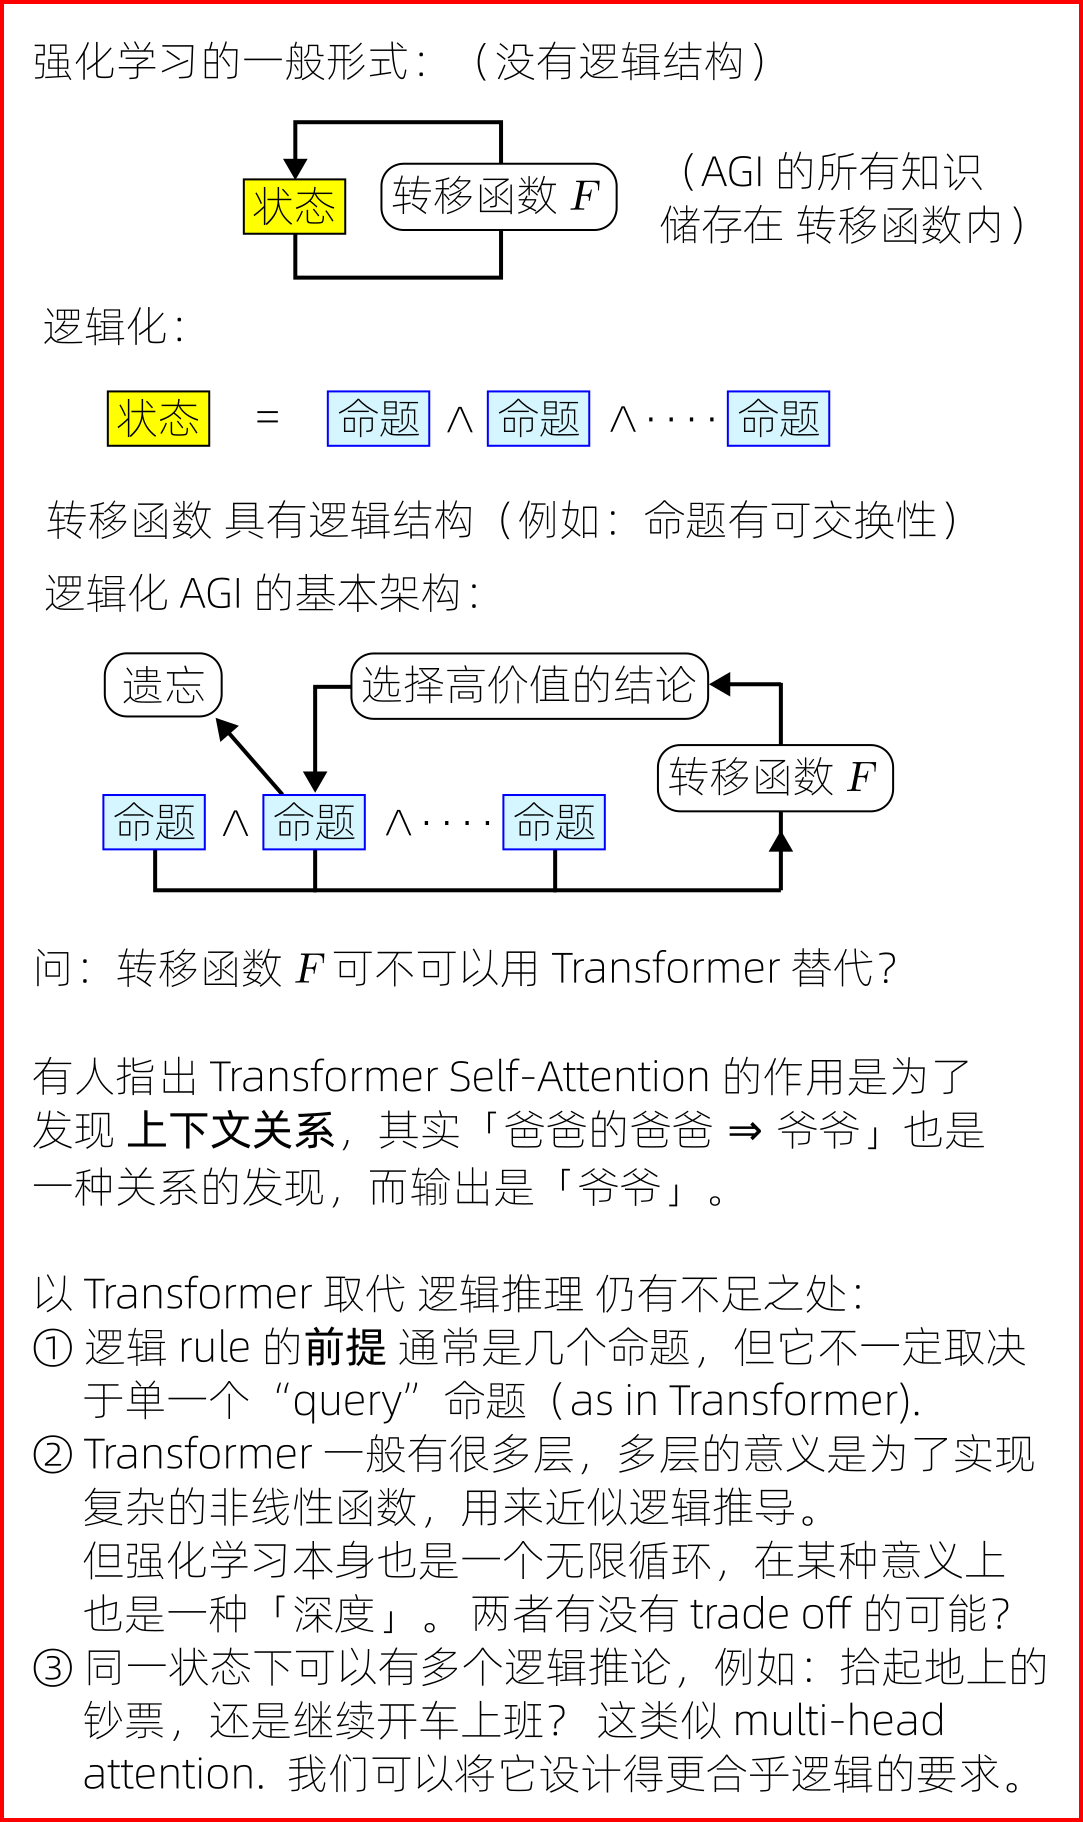 强化学习的一般形式：（没有逻辑结构）
状态
转移函数 F
（AGI 的所有知识
储存在 转移函数内）
逻辑化：
状态 = 命题 ∧ 命题 ∧ ···· 命题
转移函数 具有逻辑结构（例如：命题有可交换性）
逻辑化 AGI 的基本架构：
遗忘
选择高价值的结论
转移函数 F
命题 ∧ 命题 ∧ ···· 命题
问：转移函数 F 可不可以用 Transformer 替代？
有人指出 Transformer Self-Attention 的作用是为了
发现 上下文关系，其实「爸爸的爸爸 ⇒ 爷爷」也是
一种关系的发现，而输出是「爷爷」。
以 Transformer 取代 逻辑推理 仍有不足之处：
① 逻辑 rule 的前提 通常是几个命题，但它不一定取决
于单一个“query”命题（as in Transformer).
② Transformer 一般有很多层，多层的意义是为了实现
复杂的非线性函数，用来近似逻辑推导。
但强化学习本身也是一个无限循环，在某种意义上
也是一种「深度」。 两者有没有 trade off 的可能？
③ 同一状态下可以有多个逻辑推论，例如：拾起地上的
钞票，还是继续开车上班？ 这类似 multi-head
attention. 我们可以将它设计得更合乎逻辑的要求。